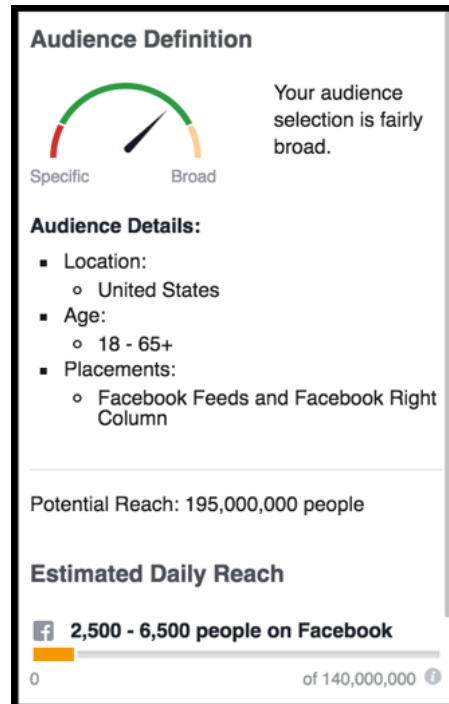 Audience Definition
Your audience
selection is fairly
broad.
Specific Broad
Audience Details:
Location:
United States
Age:
18 - 65+
Placements:
Facebook Feeds and Facebook Right
Column
Potential Reach: 195,000,000 people
Estimated Daily Reach
2,500 - 6,500 people on Facebook
0 of 140,000,000